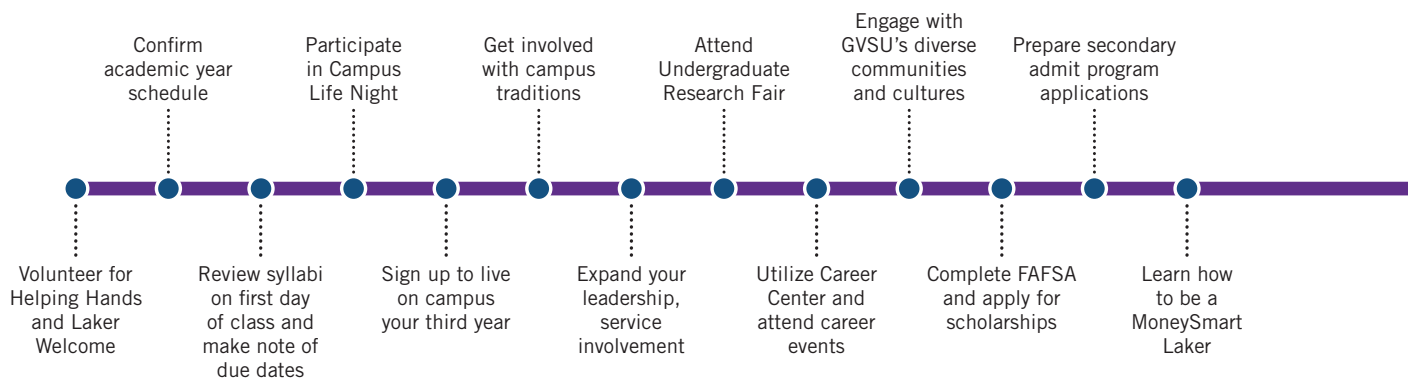 Confirm
academic year
schedule
Participate
in Campus
Life Night
Get involved
with campus
traditions
Attend
Undergraduate
Research Fair
Engage with
GVSU's diverse
communities
and cultures
Prepare secondary
admit program
applications
Volunteer for
Helping Hands
and Laker
Welcome
Review syllabi
on first day
of class and
make note of
due dates
Sign up to live
on campus
your third year
Expand your
leadership,
service
involvement
Utilize Career
Center and
attend career
events
Complete FAFSA
and apply for
scholarships
Learn how
to be a
MoneySmart
Laker